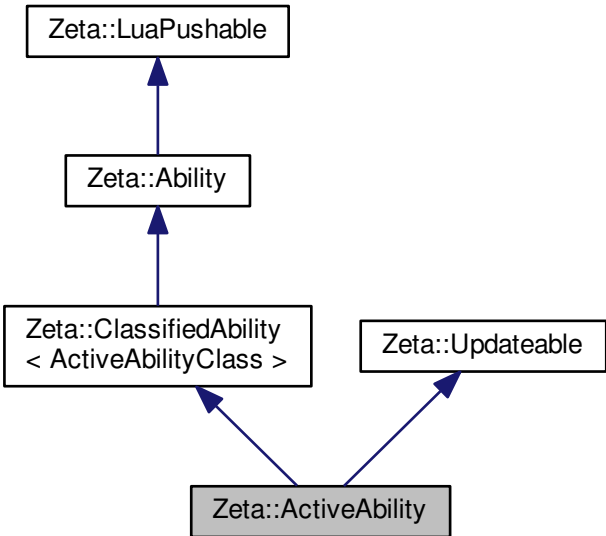 Zeta::LuaPushable
Zeta::Ability
Zeta::ClassifiedAbility
< ActiveAbilityClass >
Zeta::Updateable
Zeta::ActiveAbility